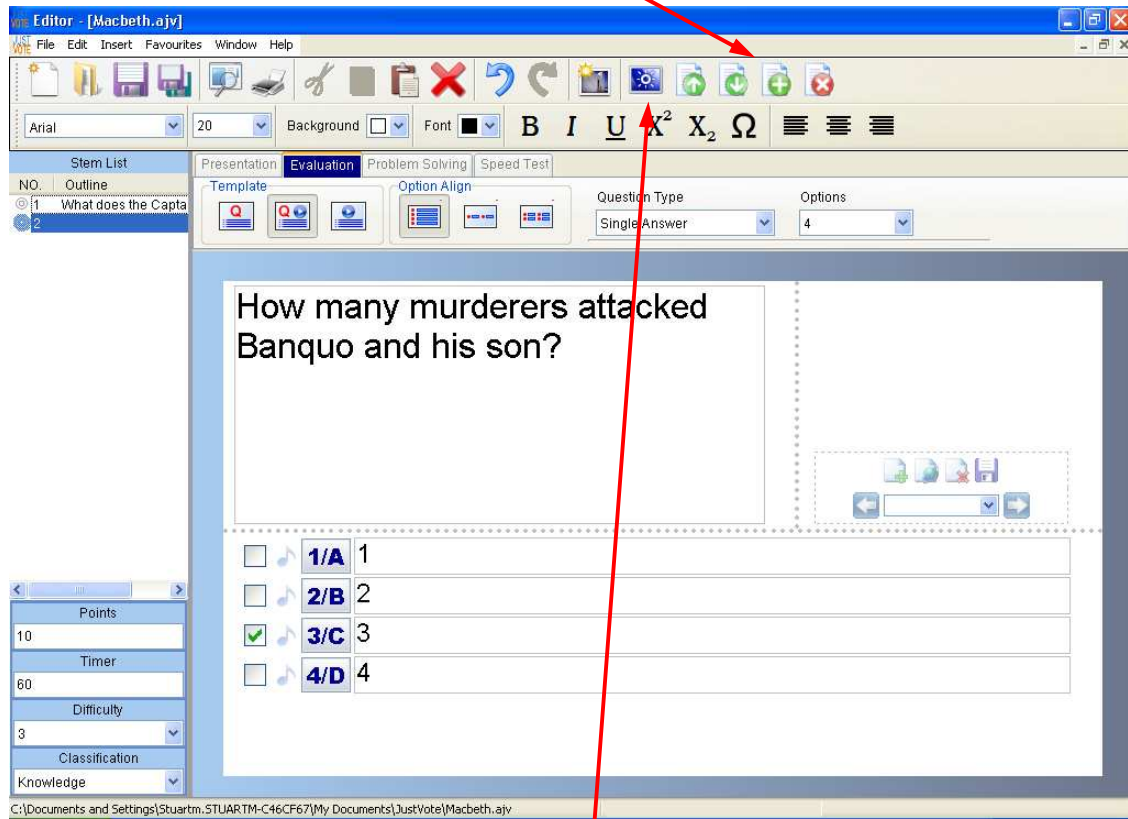 Editor - [Macbeth.ajv]
File Edit Insert Favourites Window Help
Arial 20 Background Font B I U X² X₂ Ω
Stem List
NO. Outline
1 What does the Capta
2
Presentation Evaluation Problem Solving Speed Test
Template Option Align Question Type Options
Single Answer 4
How many murderers attacked
Banquo and his son?
1/A 1
2/B 2
3/C 3
4/D 4
Points
10
Timer
60
Difficulty
3
Classification
Knowledge
C:\Documents and Settings\Stuartm.STUARTM-C46CF67\My Documents\JustVote\Macbeth.ajv